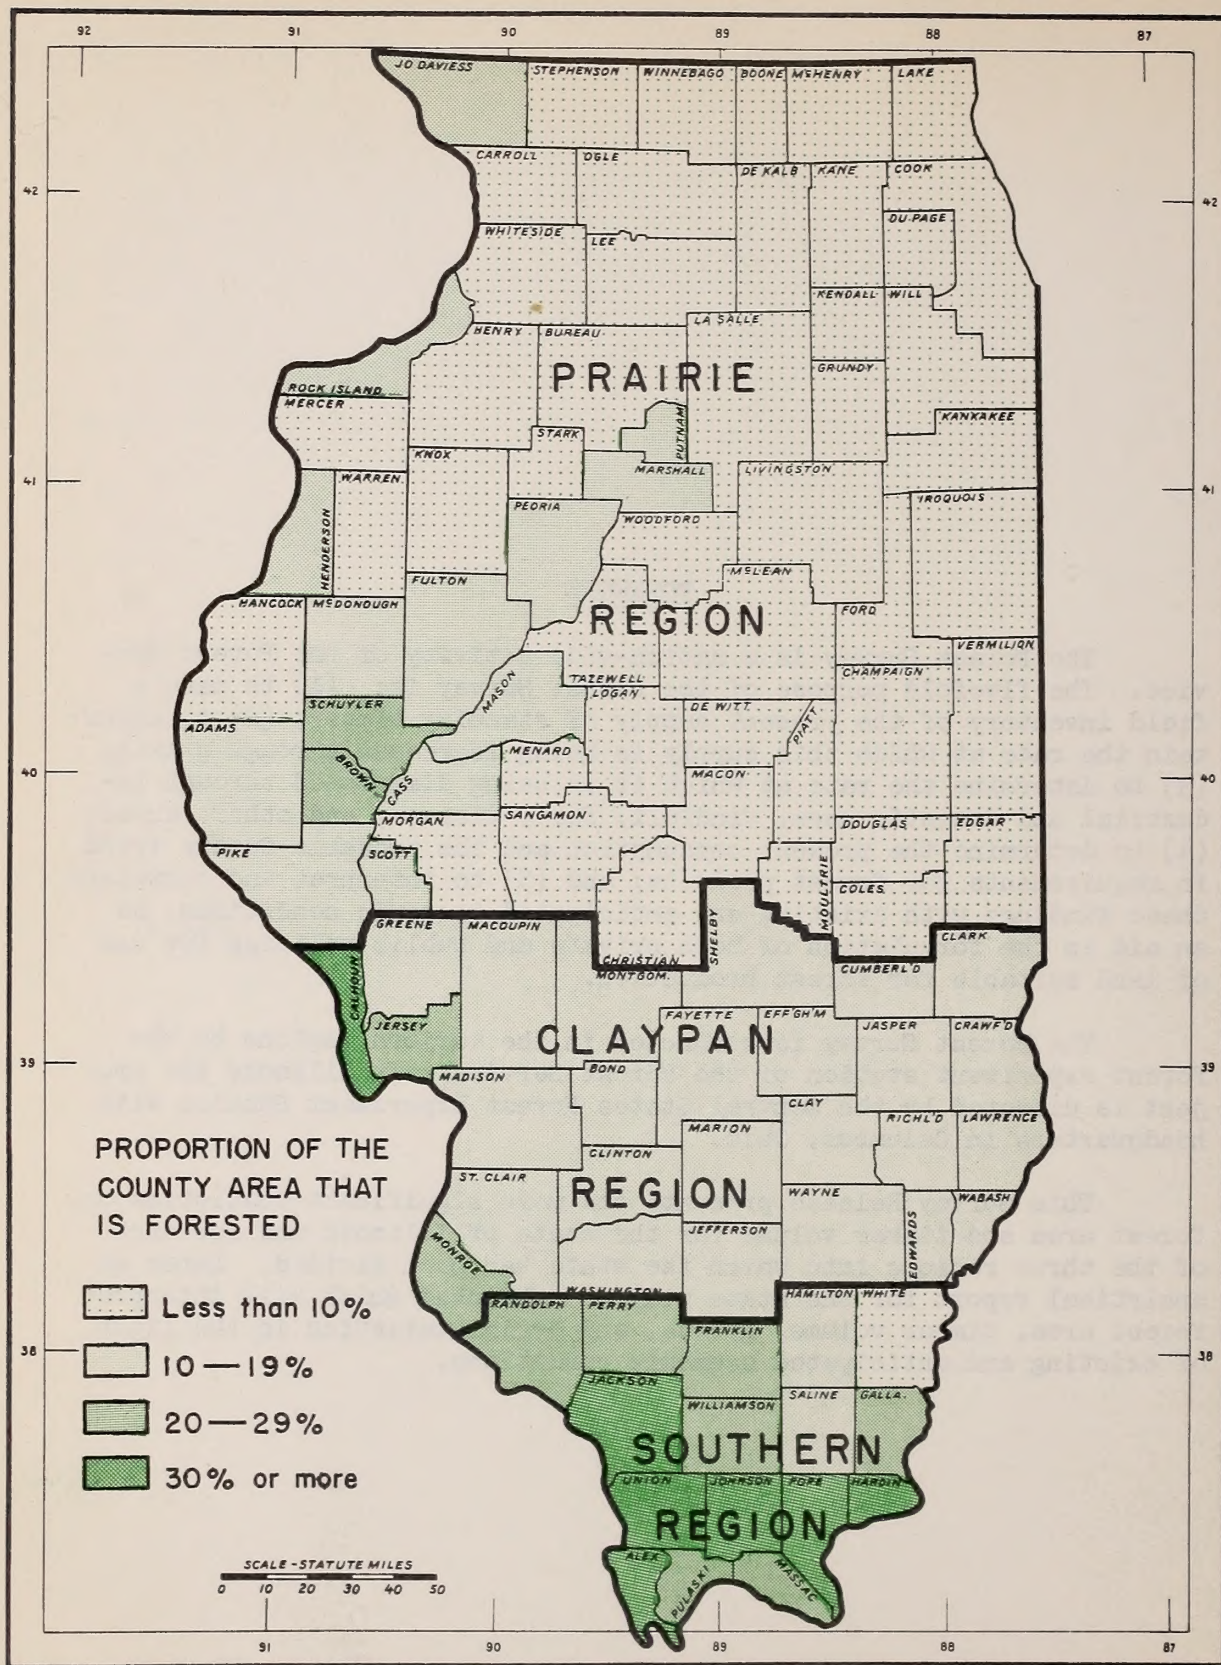 92 91 90 89 88 87
JO DAVIESS STEPHENSON WINNEBAGO BOONE McHENRY LAKE
CARROLL OGLE DE KALB KANE COOK
42 42
DU PAGE
WHITESIDE LEE
KENDALL WILL
HENRY BUREAU LA SALLE
PRAIRIE
GRUNDY
ROCK ISLAND
MERCER
KANKAKEE
STARK PUTNAM
KNOX
MARSHALL LIVINGSTON
WARREN
41 41
IROQUOIS
PEORIA
WOODFORD
HENDERSON
McLEAN
FULTON
HANCOCK McDONOUGH FORD
REGION
VERMILION
CHAMPAIGN
TAZEWELL
MASON
LOGAN
SCHUYLER DE WITT
PIATT
ADAMS
MENARD
BROWN
40 40
CASS
MACON
MORGAN SANGAMON DOUGLAS EDGAR
PIKE SCOTT
MOULTRIE
COLES
GREENE MACOUPIN SHELBY
CLARK
CHRISTIAN
CUMBERL'D
MONTGOM.
CALHOUN
JERSEY FAYETTE EFF'GH'M JASPER CRAWF'D
CLAYPAN
39 39
MADISON BOND
CLAY
RICHL'D LAWRENCE
MARION
PROPORTION OF THE
COUNTY AREA THAT
IS FORESTED
CLINTON
ST. CLAIR
REGION
WAYNE WABASH
JEFFERSON
MONROE
EDWARDS
WASHINGTON
HAMILTON WHITE
RANDOLPH PERRY
Less than 10%
FRANKLIN
38 38
10—19%
JACKSON
SALINE GALLA.
WILLIAMSON
20—29%
SOUTHERN
30% or more
UNION JOHNSON POPE HARDIN
REGION
ALEX
PULASKI
MASSAC
SCALE-STATUTE MILES
0 10 20 30 40 50
91 90 89 88 87